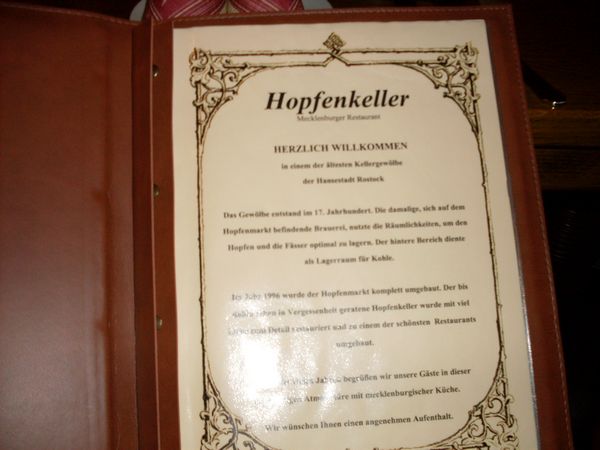 Hopfenkeller
Mecklenburger Restaurant
HERZLICH WILLKOMMEN
in einem der ältesten Kellergewölbe
der Hansestadt Rostock
Das Gewölbe entstand im 17. Jahrhundert. Die damalige, sich auf dem
Hopfenmarkt befindende Brauerei, nutzte die Räumlichkeiten, um den
Hopfen und die Fässer optimal zu lagern. Der hintere Bereich diente
als Lagerraum für Kohle.
Im Jahr 1996 wurde der Hopfenmarkt komplett umgebaut. Der bis
dahin schon in Vergessenheit geratene Hopfenkeller wurde mit viel
zum Detail restauriert und zu einem der schönsten Restaurants
umgebaut.
Jahren begrüßen wir unsere Gäste in dieser
Atmosphäre mit mecklenburgischer Küche.
Wir wünschen Ihnen einen angenehmen Aufenthalt.